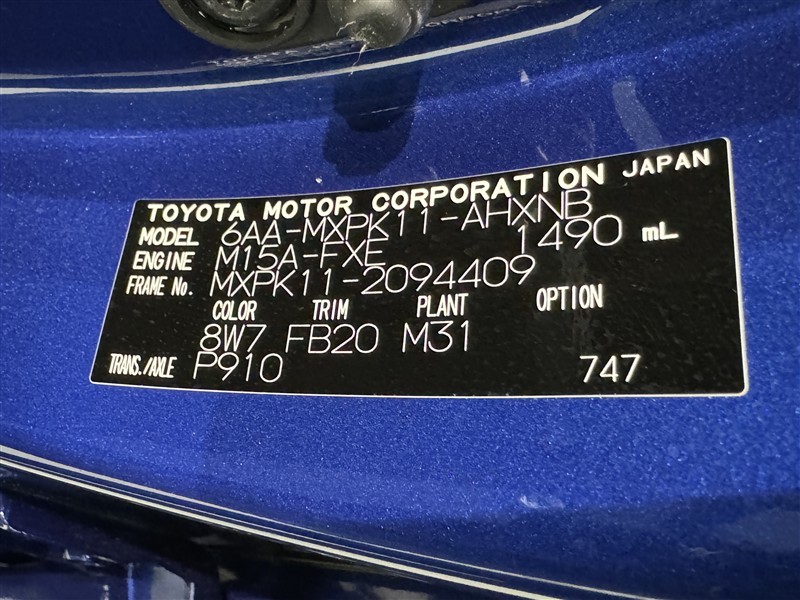 TOYOTA MOTOR CORPORATION JAPAN
MODEL 6AA-MXPK11-AHXNB
ENGINE M15A-FXE 1490 mL
FRAME No. MXPK11-2094409
COLOR TRIM PLANT OPTION
8W7 FB20 M31
TRANS./AXLE P910 747